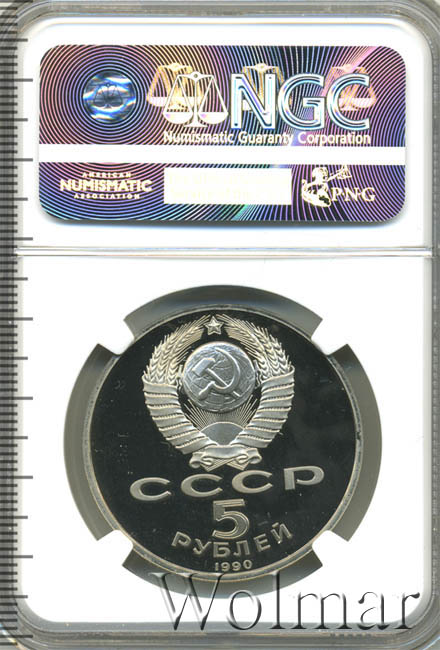 NGC
Numismatic Guaranty Corporation
AMERICAN
NUMISMATIC
ASSOCIATION
PNG
СССР
5
РУБЛЕЙ
1990
Wolmar